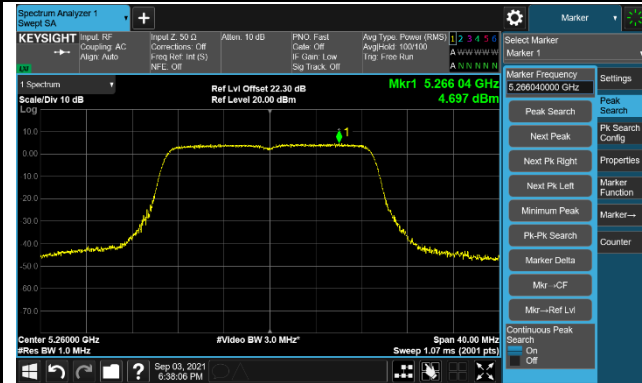 Spectrum Analyzer 1
Swept SA
Marker
KEYSIGHT
Input: RF
Coupling: AC
Align: Auto
Input Z: 50 Ω
Corrections: Off
Freq Ref: Int (S)
NFE: Off
Atten: 10 dB
PNO: Fast
Gate: Off
IF Gain: Low
Sig Track: Off
Avg Type: Power (RMS)
Avg|Hold: 100/100
Trig: Free Run
1 2 3 4 5 6
A W W W W W
A N N N N N
LXI
Select Marker
Marker 1
1 Spectrum
Scale/Div 10 dB
Log
Ref Lvl Offset 22.30 dB
Ref Level 20.00 dBm
Mkr1 5.266 04 GHz
4.697 dBm
1
10.0
0.00
10.0
20.0
30.0
40.0
50.0
60.0
70.0
Center 5.26000 GHz
#Res BW 1.0 MHz
#Video BW 3.0 MHz*
Span 40.00 MHz
Sweep 1.07 ms (2001 pts)
Marker Frequency
5.266040000 GHz
Peak Search
Next Peak
Next Pk Right
Next Pk Left
Minimum Peak
Pk-Pk Search
Marker Delta
Mkr→CF
Mkr→Ref Lvl
Continuous Peak
Search
On
Off
Settings
Peak
Search
Pk Search
Config
Properties
Marker
Function
Marker→
Counter
Sep 03, 2021
6:38:06 PM